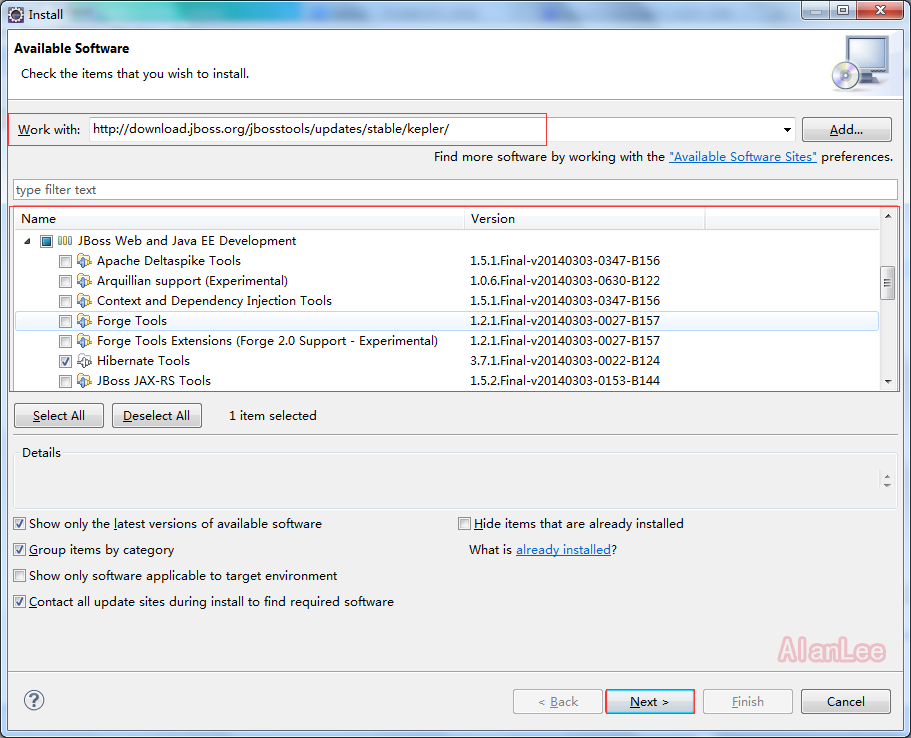 Install
Available Software
Check the items that you wish to install.
Work with: http://download.jboss.org/jbosstools/updates/stable/kepler/ Add...
Find more software by working with the "Available Software Sites" preferences.
type filter text
Name Version
JBoss Web and Java EE Development
Apache Deltaspike Tools 1.5.1.Final-v20140303-0347-B156
Arquillian support (Experimental) 1.0.6.Final-v20140303-0630-B122
Context and Dependency Injection Tools 1.5.1.Final-v20140303-0347-B156
Forge Tools 1.2.1.Final-v20140303-0027-B157
Forge Tools Extensions (Forge 2.0 Support - Experimental) 1.2.1.Final-v20140303-0027-B157
Hibernate Tools 3.7.1.Final-v20140303-0022-B124
JBoss JAX-RS Tools 1.5.2.Final-v20140303-0153-B144
Select All Deselect All 1 item selected
Details
Show only the latest versions of available software Hide items that are already installed
Group items by category What is already installed?
Show only software applicable to target environment
Contact all update sites during install to find required software
AlanLee
? < Back Next > Finish Cancel